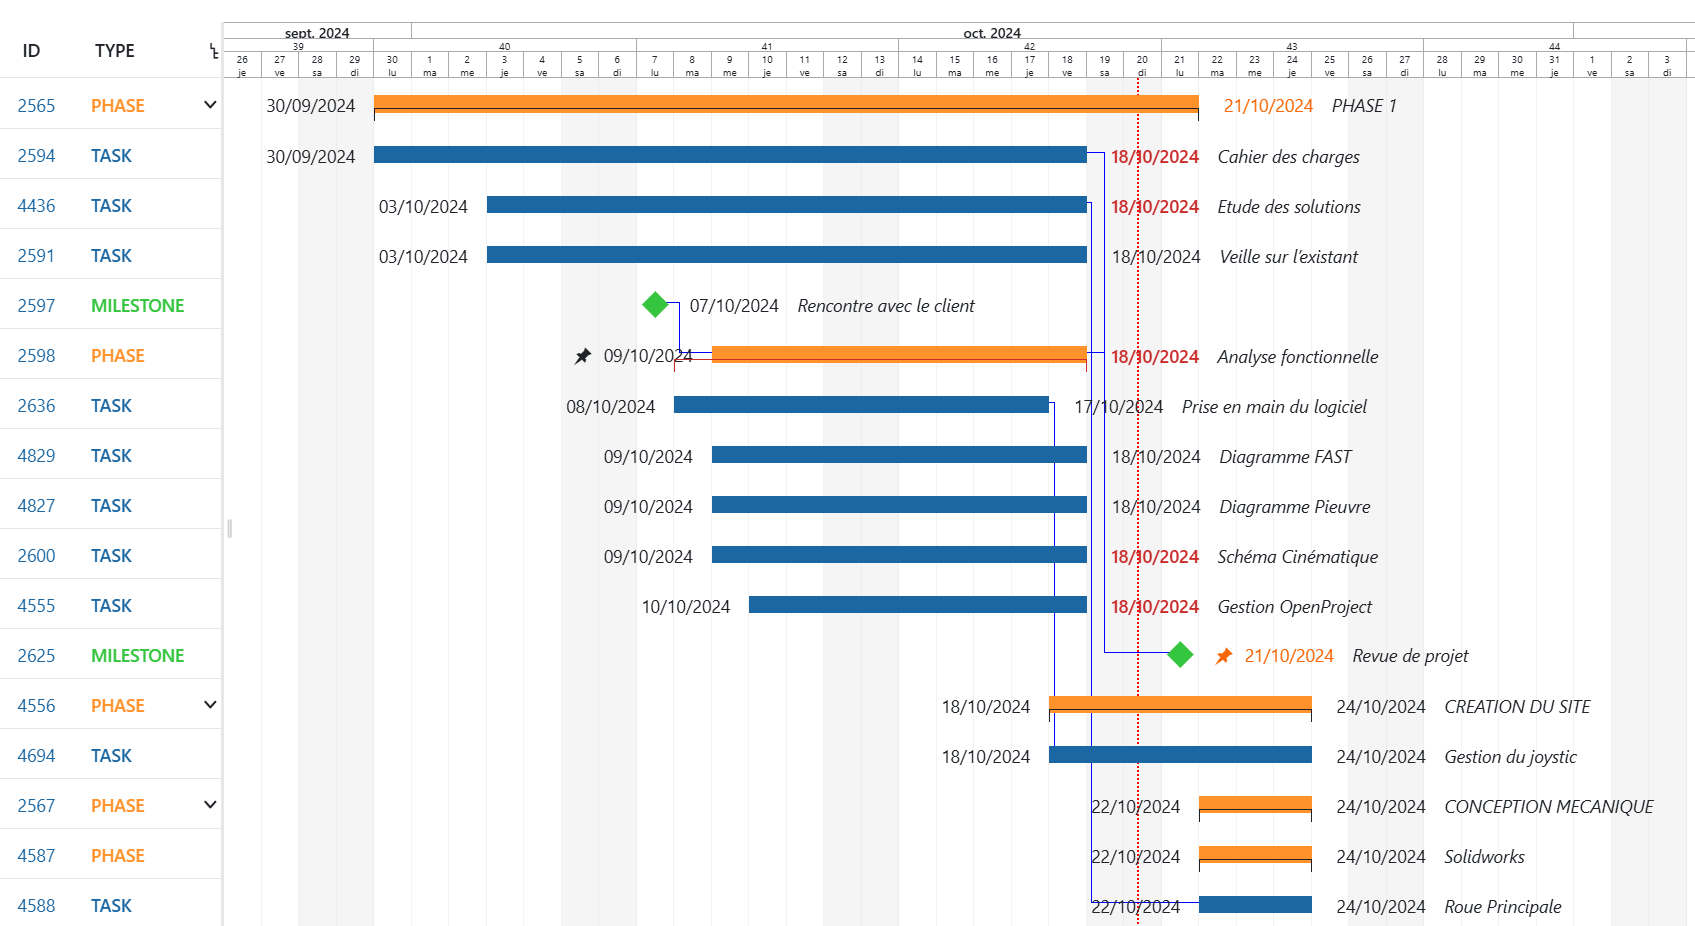 sept. 2024 oct. 2024
ID TYPE
39 40 41 42 43 44
26 27 28 29 30 1 2 3 4 5 6 7 8 9 10 11 12 13 14 15 16 17 18 19 20 21 22 23 24 25 26 27 28 29 30 31 1 2 3
je ve sa di lu ma me je ve sa di lu ma me je ve sa di lu ma me je ve sa di lu ma me je ve sa di lu ma me je ve sa di
2565 PHASE 30/09/2024 21/10/2024 PHASE 1
2594 TASK 30/09/2024 18/10/2024 Cahier des charges
4436 TASK 03/10/2024 18/10/2024 Etude des solutions
2591 TASK 03/10/2024 18/10/2024 Veille sur l'existant
2597 MILESTONE 07/10/2024 Rencontre avec le client
2598 PHASE 09/10/2024 18/10/2024 Analyse fonctionnelle
2636 TASK 08/10/2024 17/10/2024 Prise en main du logiciel
4829 TASK 09/10/2024 18/10/2024 Diagramme FAST
4827 TASK 09/10/2024 18/10/2024 Diagramme Pieuvre
2600 TASK 09/10/2024 18/10/2024 Schéma Cinématique
4555 TASK 10/10/2024 18/10/2024 Gestion OpenProject
2625 MILESTONE 21/10/2024 Revue de projet
4556 PHASE 18/10/2024 24/10/2024 CREATION DU SITE
4694 TASK 18/10/2024 24/10/2024 Gestion du joystic
2567 PHASE 22/10/2024 24/10/2024 CONCEPTION MECANIQUE
4587 PHASE 22/10/2024 24/10/2024 Solidworks
4588 TASK 22/10/2024 24/10/2024 Roue Principale